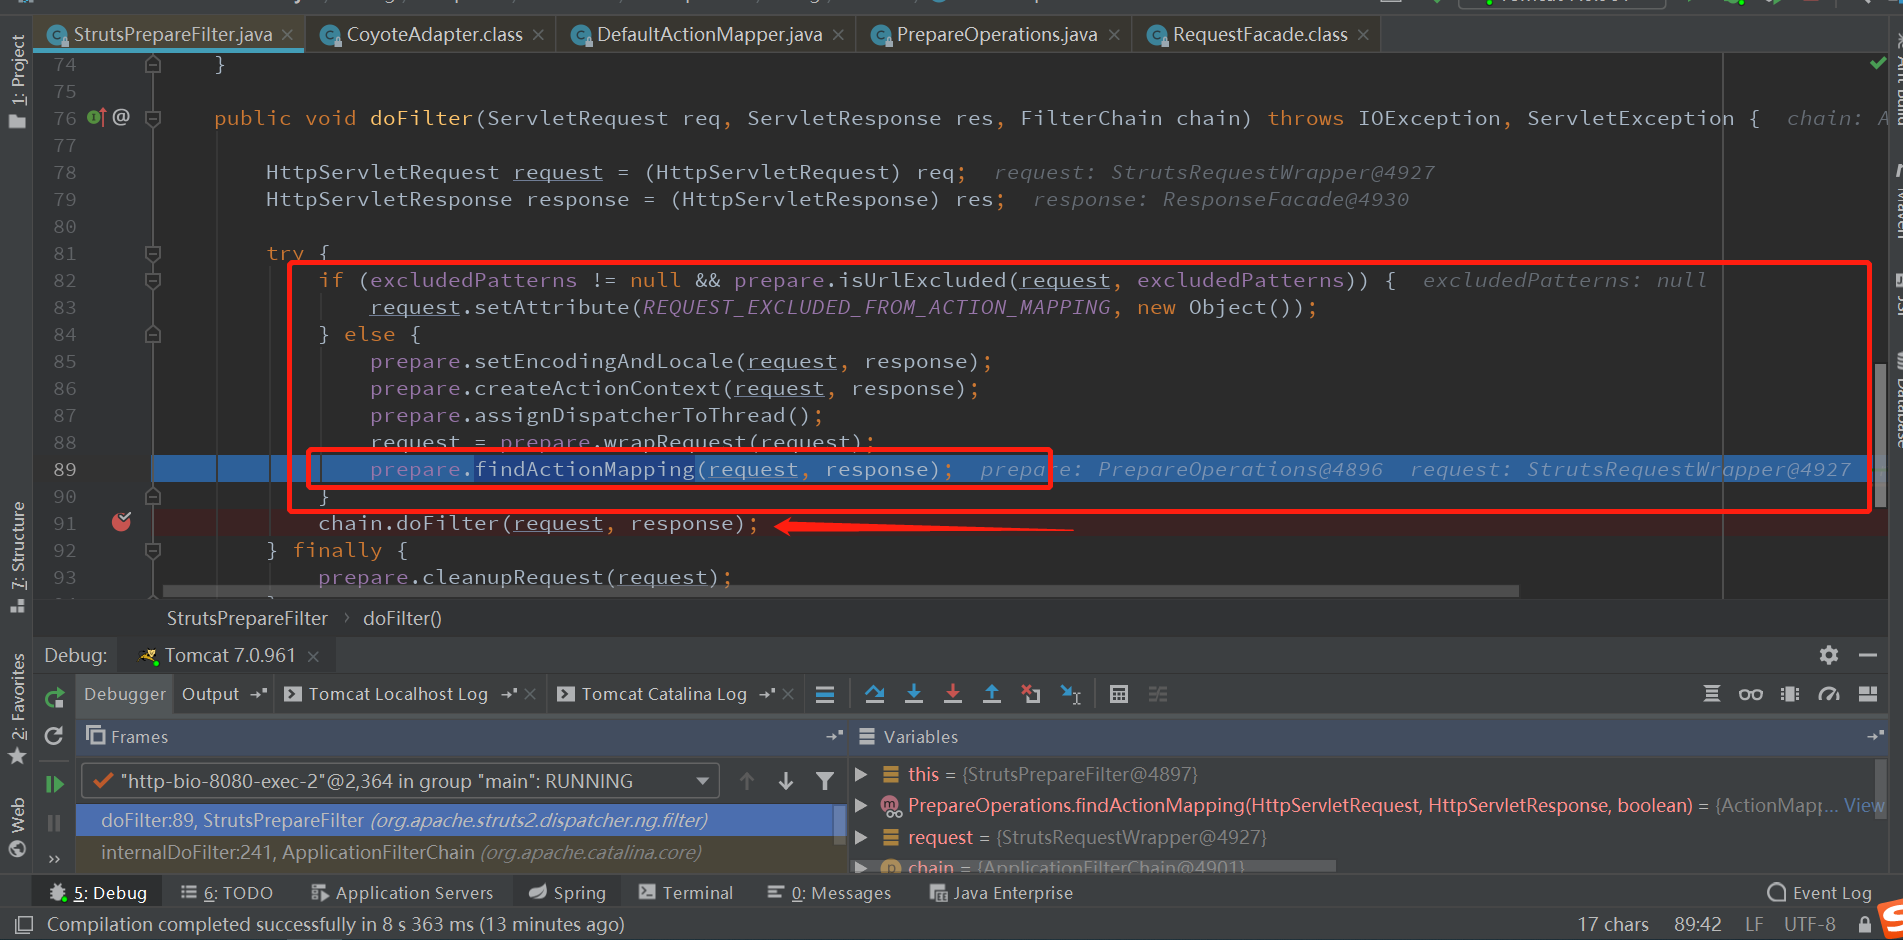 StrutsPrepareFilter.java × CoyoteAdapter.class × DefaultActionMapper.java × PrepareOperations.java × RequestFacade.class ×
1: Project
74 }
75
76 @ public void doFilter(ServletRequest req, ServletResponse res, FilterChain chain) throws IOException, ServletException { chain: A
77
78 HttpServletRequest request = (HttpServletRequest) req; request: StrutsRequestWrapper@4927
79 HttpServletResponse response = (HttpServletResponse) res; response: ResponseFacade@4930
80
81 try {
82 if (excludedPatterns != null && prepare.isUrlExcluded(request, excludedPatterns)) { excludedPatterns: null
83 request.setAttribute(REQUEST_EXCLUDED_FROM_ACTION_MAPPING, new Object());
84 } else {
85 prepare.setEncodingAndLocale(request, response);
86 prepare.createActionContext(request, response);
87 prepare.assignDispatcherToThread();
88 request = prepare.wrapRequest(request);
89 prepare.findActionMapping(request, response); prepare: PrepareOperations@4896 request: StrutsRequestWrapper@4927
90 }
91 chain.doFilter(request, response);
92 } finally {
93 prepare.cleanupRequest(request);
Maven
Database
7: Structure
2: Favorites
Web
StrutsPrepareFilter › doFilter()
Debug: Tomcat 7.0.961 ×
Debugger Output Tomcat Localhost Log × Tomcat Catalina Log ×
Frames
Variables
"http-bio-8080-exec-2"@2,364 in group "main": RUNNING
doFilter:89, StrutsPrepareFilter (org.apache.struts2.dispatcher.ng.filter)
internalDoFilter:241, ApplicationFilterChain (org.apache.catalina.core)
this = {StrutsPrepareFilter@4897}
PrepareOperations.findActionMapping(HttpServletRequest, HttpServletResponse, boolean) = {ActionMapp... View
request = {StrutsRequestWrapper@4927}
chain = {ApplicationFilterChain@4901}
5: Debug 6: TODO Application Servers Spring Terminal 0: Messages Java Enterprise Event Log
Compilation completed successfully in 8 s 363 ms (13 minutes ago) 17 chars 89:42 LF UTF-8